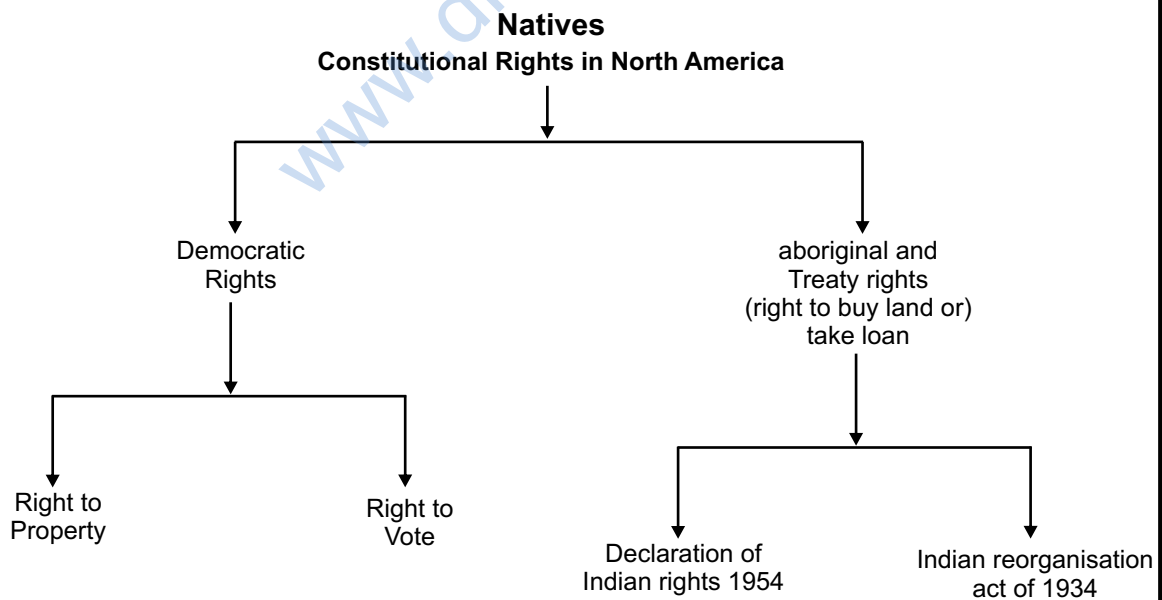 Natives
Constitutional Rights in North America
Democratic
Rights
aboriginal and
Treaty rights
(right to buy land or)
take loan
Right to
Property
Right to
Vote
Declaration of
Indian rights 1954
Indian reorganisation
act of 1934